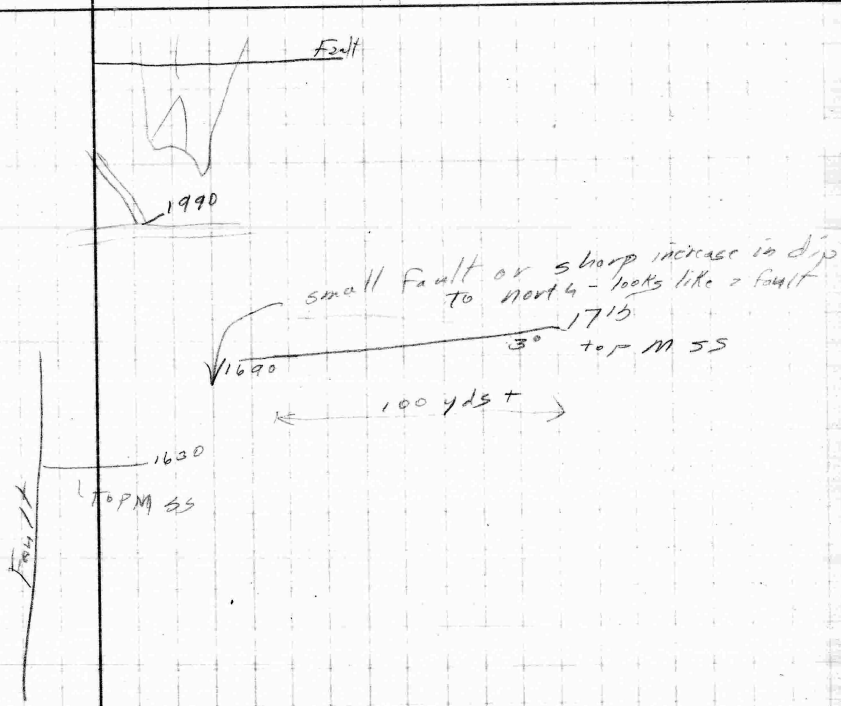 Fault
1990
small fault or sharp increase in dip
to north - looks like a fault
1715
3°
top M SS
1690
100 yds +
1630
Top M SS
Fault